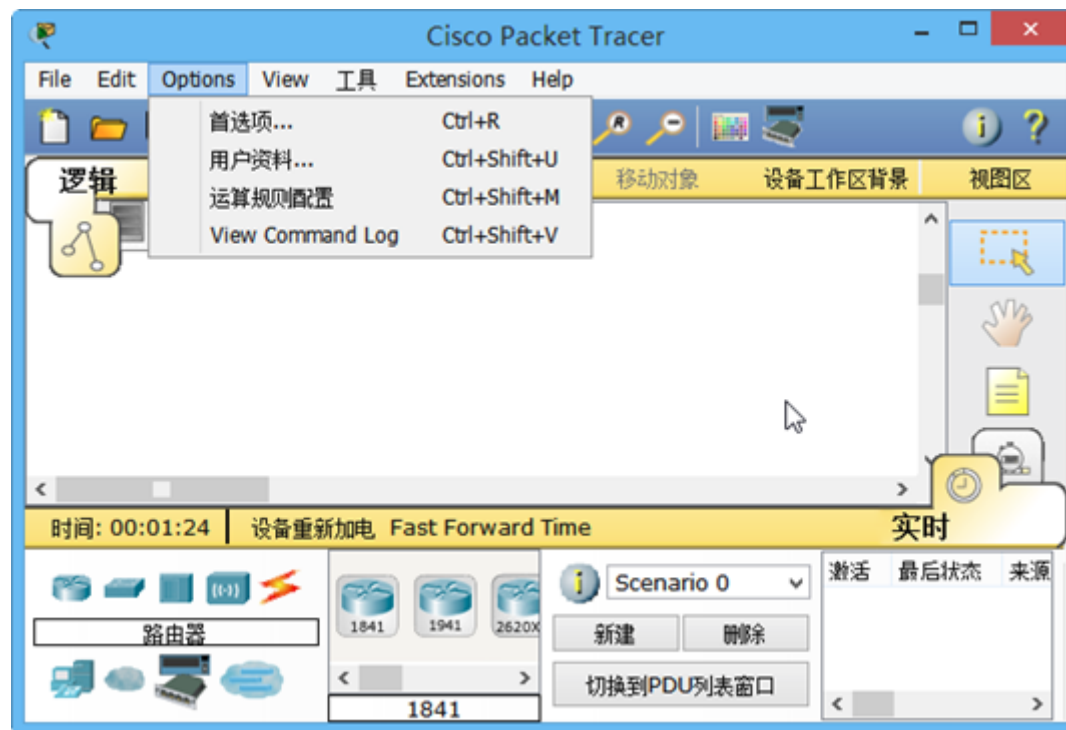 Cisco Packet Tracer
File Edit Options View 工具 Extensions Help
首选项... Ctrl+R
用户资料... Ctrl+Shift+U
运算规则配置 Ctrl+Shift+M
View Command Log Ctrl+Shift+V
R
逻辑 移动对象 设备工作区背景 视图区
时间: 00:01:24 设备重新加电 Fast Forward Time 实时
路由器
1841 1941 2620X
1841
Scenario 0
新建 删除
切换到PDU列表窗口
激活 最后状态 来源